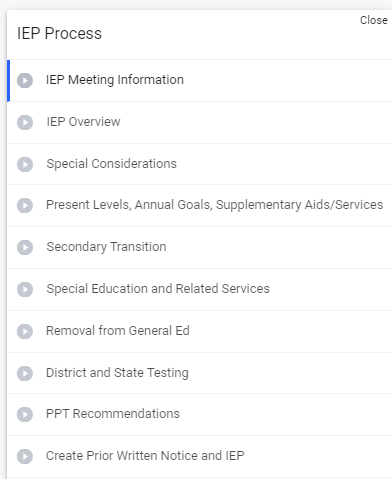 Close
IEP Process
IEP Meeting Information
IEP Overview
Special Considerations
Present Levels, Annual Goals, Supplementary Aids/Services
Secondary Transition
Special Education and Related Services
Removal from General Ed
District and State Testing
PPT Recommendations
Create Prior Written Notice and IEP